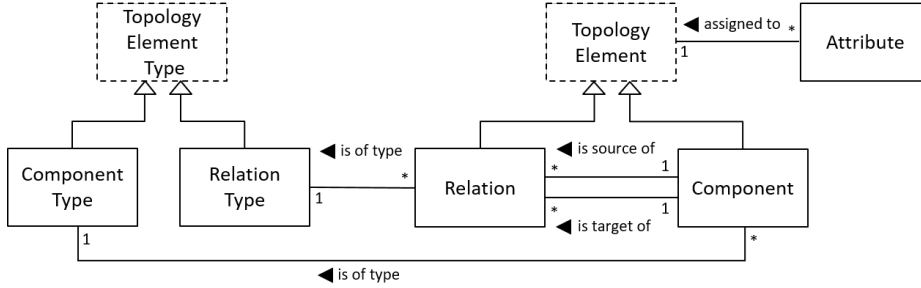 Topology
Element
Type
Topology
Element
◀ assigned to
*
1
Attribute
Component
Type
Relation
Type
◀ is of type
*
1
Relation
◀ is source of
*
1
*
1
◀ is target of
Component
1
*
◀ is of type